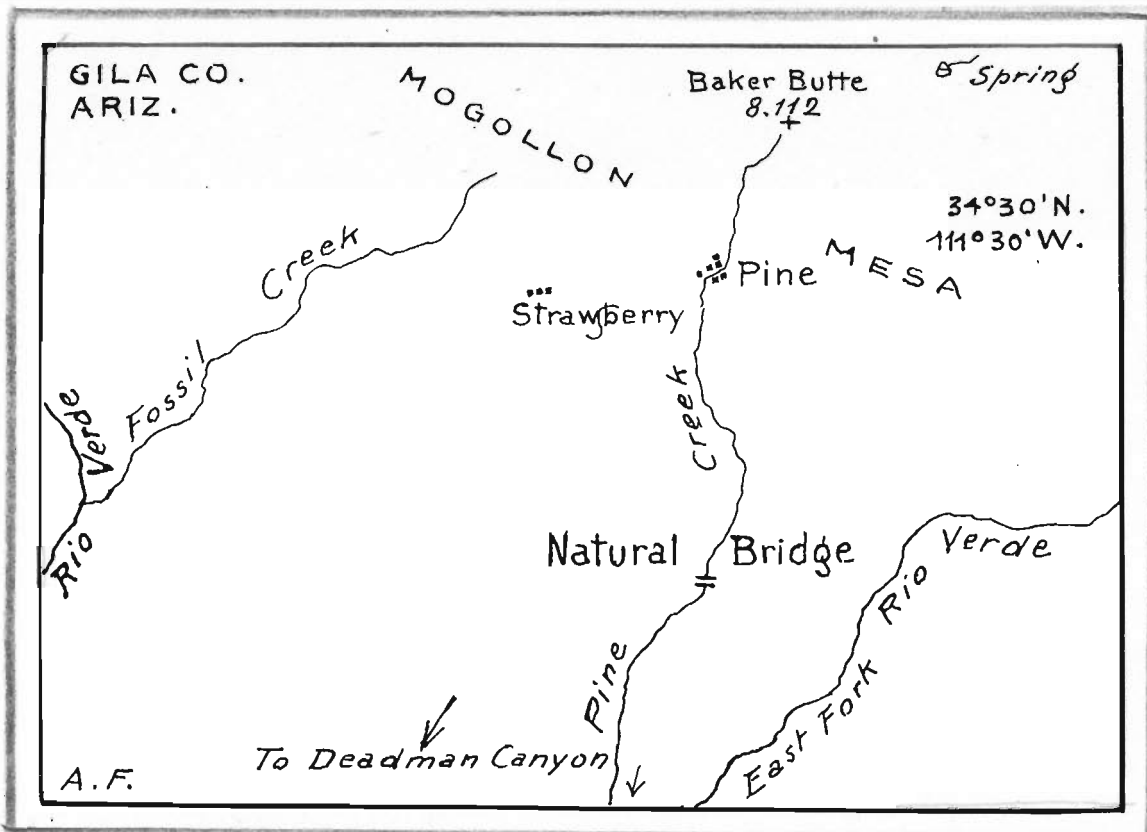 GILA CO.
ARIZ.
MOGOLLON
Baker Butte
8.112
Spring
34°30'N.
111°30'W.
MESA
Fossil Creek
Pine
Strawberry
Rio Verde
Natural Bridge
Pine Creek
East Fork Rio Verde
To Deadman Canyon
A.F.